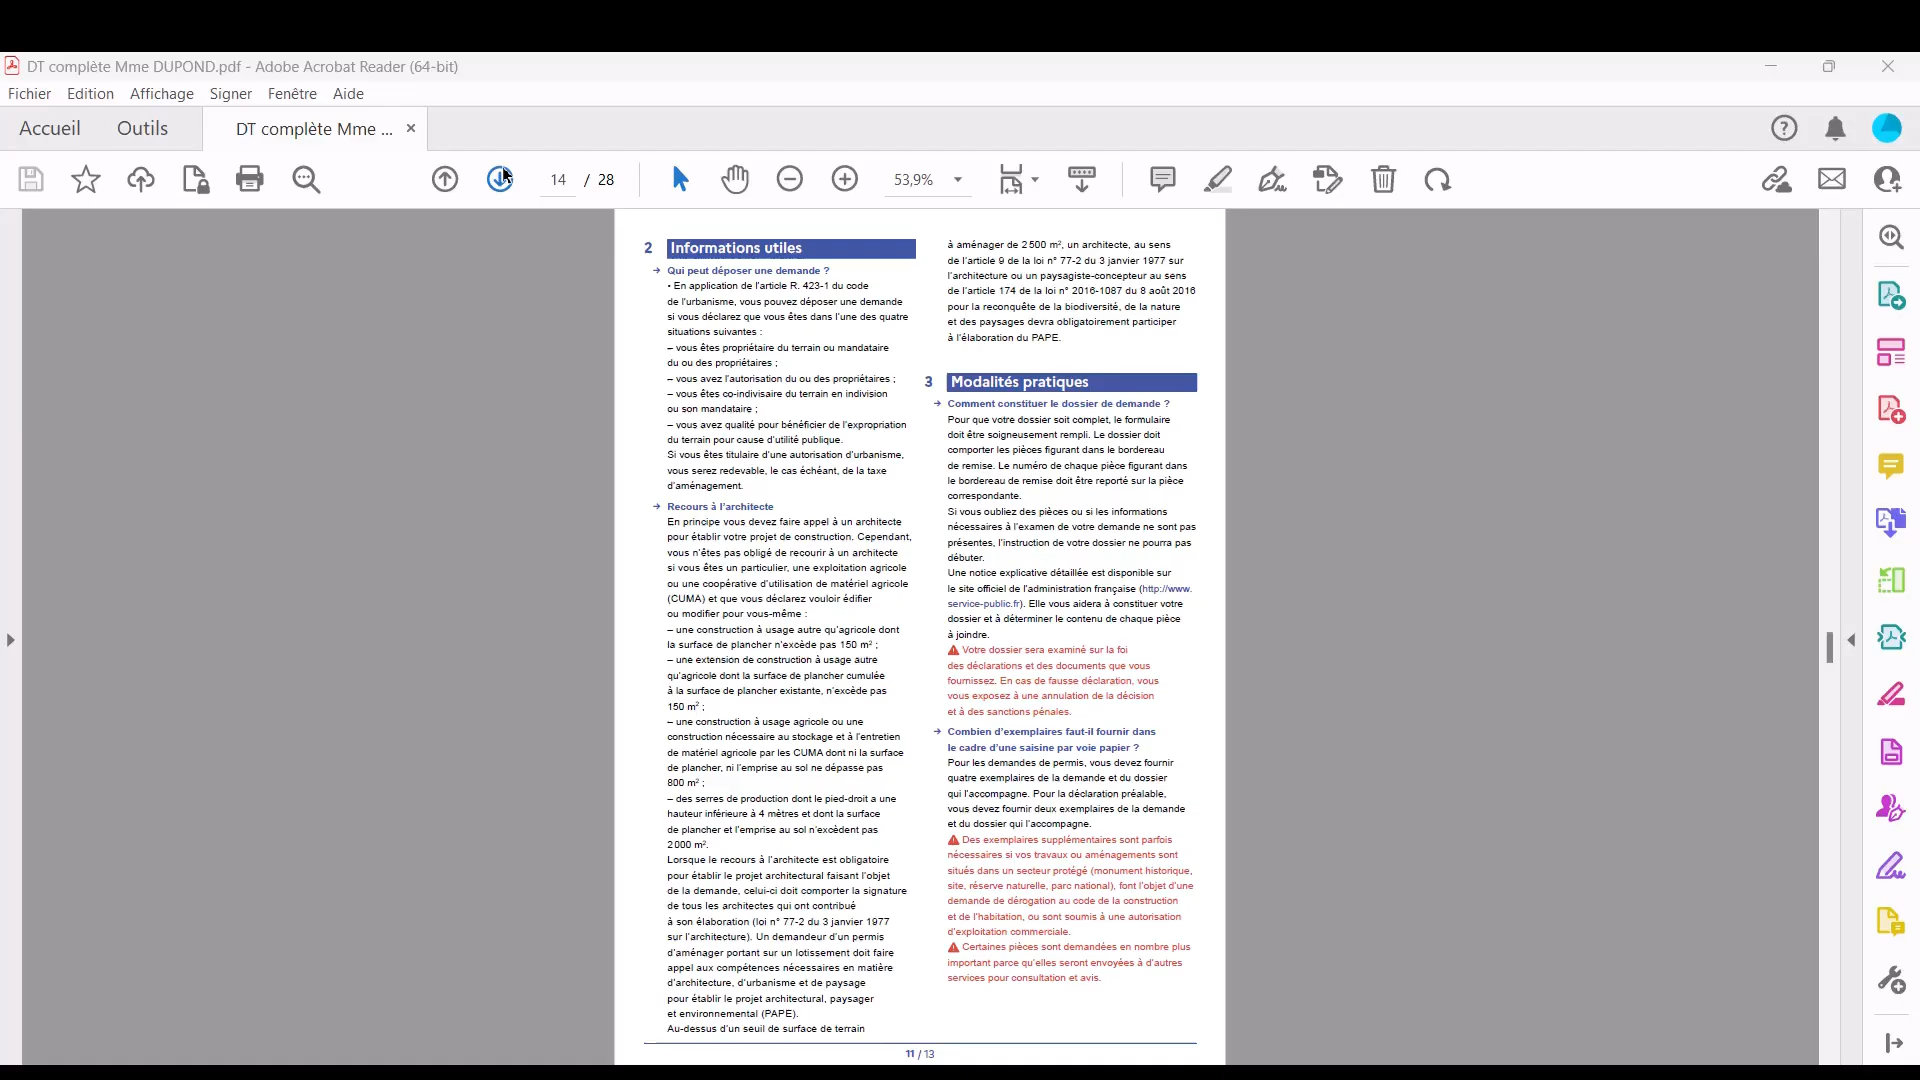 DT complète Mme DUPOND.pdf - Adobe Acrobat Reader (64-bit)
Fichier Edition Affichage Signer Fenêtre Aide
Accueil Outils DT complète Mme ...
14 / 28 53,9%
2 Informations utiles
→ Qui peut déposer une demande ?
• En application de l'article R. 423-1 du code
de l'urbanisme, vous pouvez déposer une demande
si vous déclarez que vous êtes dans l'une des quatre
situations suivantes :
– vous êtes propriétaire du terrain ou mandataire
du ou des propriétaires ;
– vous avez l'autorisation du ou des propriétaires ;
– vous êtes co-indivisaire du terrain en indivision
ou son mandataire ;
– vous avez qualité pour bénéficier de l'expropriation
du terrain pour cause d'utilité publique.
Si vous êtes titulaire d'une autorisation d'urbanisme,
vous serez redevable, le cas échéant, de la taxe
d'aménagement.
→ Recours à l'architecte
En principe vous devez faire appel à un architecte
pour établir votre projet de construction. Cependant,
vous n'êtes pas obligé de recourir à un architecte
si vous êtes un particulier, une exploitation agricole
ou une coopérative d'utilisation de matériel agricole
(CUMA) et que vous déclarez vouloir édifier
ou modifier pour vous-même :
– une construction à usage autre qu'agricole dont
la surface de plancher n'excède pas 150 m² ;
– une extension de construction à usage autre
qu'agricole dont la surface de plancher cumulée
à la surface de plancher existante, n'excède pas
150 m² ;
– une construction à usage agricole ou une
construction nécessaire au stockage et à l'entretien
de matériel agricole par les CUMA dont ni la surface
de plancher, ni l'emprise au sol ne dépasse pas
800 m² ;
– des serres de production dont le pied-droit a une
hauteur inférieure à 4 mètres et dont la surface
de plancher et l'emprise au sol n'excèdent pas
2 000 m².
Lorsque le recours à l'architecte est obligatoire
pour établir le projet architectural faisant l'objet
de la demande, celui-ci doit comporter la signature
de tous les architectes qui ont contribué
à son élaboration (loi n° 77-2 du 3 janvier 1977
sur l'architecture). Un demandeur d'un permis
d'aménager portant sur un lotissement doit faire
appel aux compétences nécessaires en matière
d'architecture, d'urbanisme et de paysage
pour établir le projet architectural, paysager
et environnemental (PAPE).
Au-dessus d'un seuil de surface de terrain
à aménager de 2 500 m², un architecte, au sens
de l'article 9 de la loi n° 77-2 du 3 janvier 1977 sur
l'architecture ou un paysagiste-concepteur au sens
de l'article 174 de la loi n° 2016-1087 du 8 août 2016
pour la reconquête de la biodiversité, de la nature
et des paysages devra obligatoirement participer
à l'élaboration du PAPE.
3 Modalités pratiques
→ Comment constituer le dossier de demande ?
Pour que votre dossier soit complet, le formulaire
doit être soigneusement rempli. Le dossier doit
comporter les pièces figurant dans le bordereau
de remise. Le numéro de chaque pièce figurant dans
le bordereau de remise doit être reporté sur la pièce
correspondante.
Si vous oubliez des pièces ou si les informations
nécessaires à l'examen de votre demande ne sont pas
présentes, l'instruction de votre dossier ne pourra pas
débuter.
Une notice explicative détaillée est disponible sur
le site officiel de l'administration française (http://www.
service-public.fr). Elle vous aidera à constituer votre
dossier et à déterminer le contenu de chaque pièce
à joindre.
Votre dossier sera examiné sur la foi
des déclarations et des documents que vous
fournissez. En cas de fausse déclaration, vous
vous exposez à une annulation de la décision
et à des sanctions pénales.
→ Combien d'exemplaires faut-il fournir dans
le cadre d'une saisine par voie papier ?
Pour les demandes de permis, vous devez fournir
quatre exemplaires de la demande et du dossier
qui l'accompagne. Pour la déclaration préalable,
vous devez fournir deux exemplaires de la demande
et du dossier qui l'accompagne.
Des exemplaires supplémentaires sont parfois
nécessaires si vos travaux ou aménagements sont
situés dans un secteur protégé (monument historique,
site, réserve naturelle, parc national), font l'objet d'une
demande de dérogation au code de la construction
et de l'habitation, ou sont soumis à une autorisation
d'exploitation commerciale.
Certaines pièces sont demandées en nombre plus
important parce qu'elles seront envoyées à d'autres
services pour consultation et avis.
11 / 13